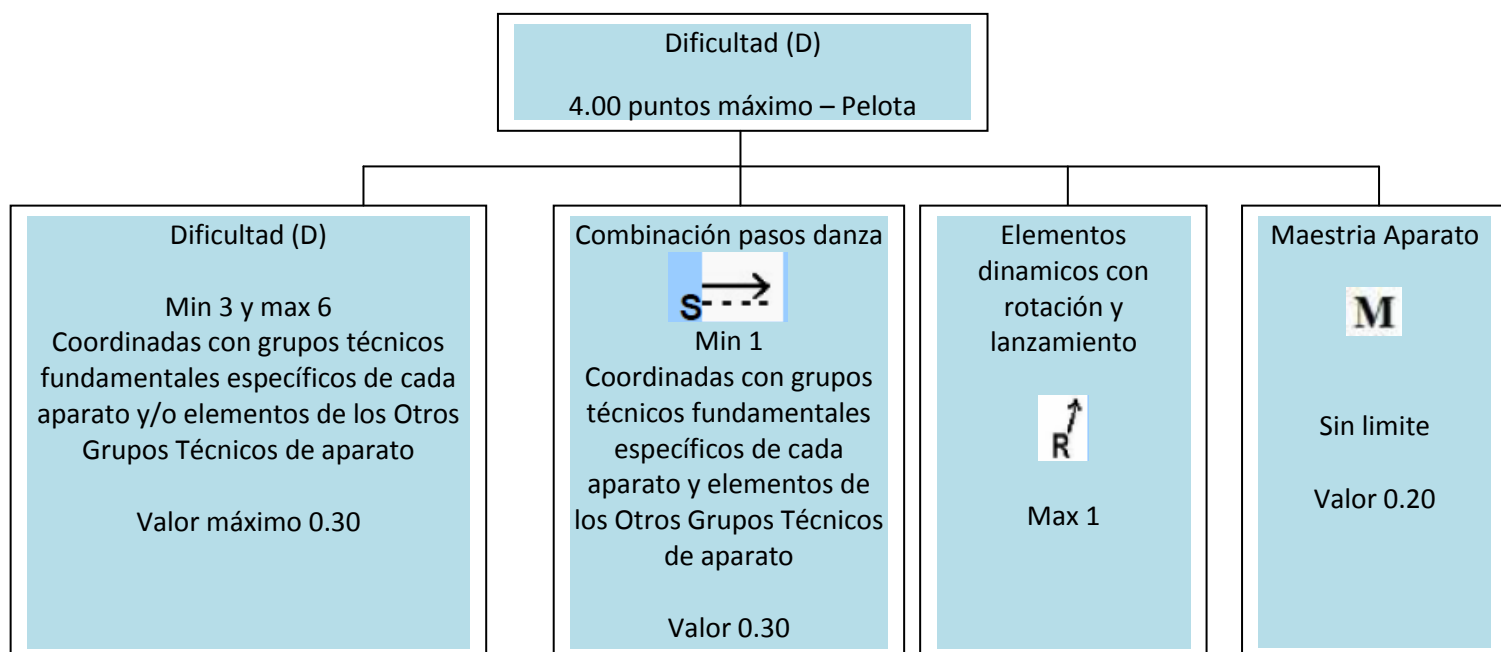 Dificultad (D)
4.00 puntos máximo – Pelota
Dificultad (D)
Min 3 y max 6
Coordinadas con grupos técnicos
fundamentales específicos de cada
aparato y/o elementos de los Otros
Grupos Técnicos de aparato
Valor máximo 0.30
Combinación pasos danza
S
Min 1
Coordinadas con grupos
técnicos fundamentales
específicos de cada
aparato y elementos de
los Otros Grupos Técnicos
de aparato
Valor 0.30
Elementos
dinamicos con
rotación y
lanzamiento
R
Max 1
Maestria Aparato
M
Sin limite
Valor 0.20